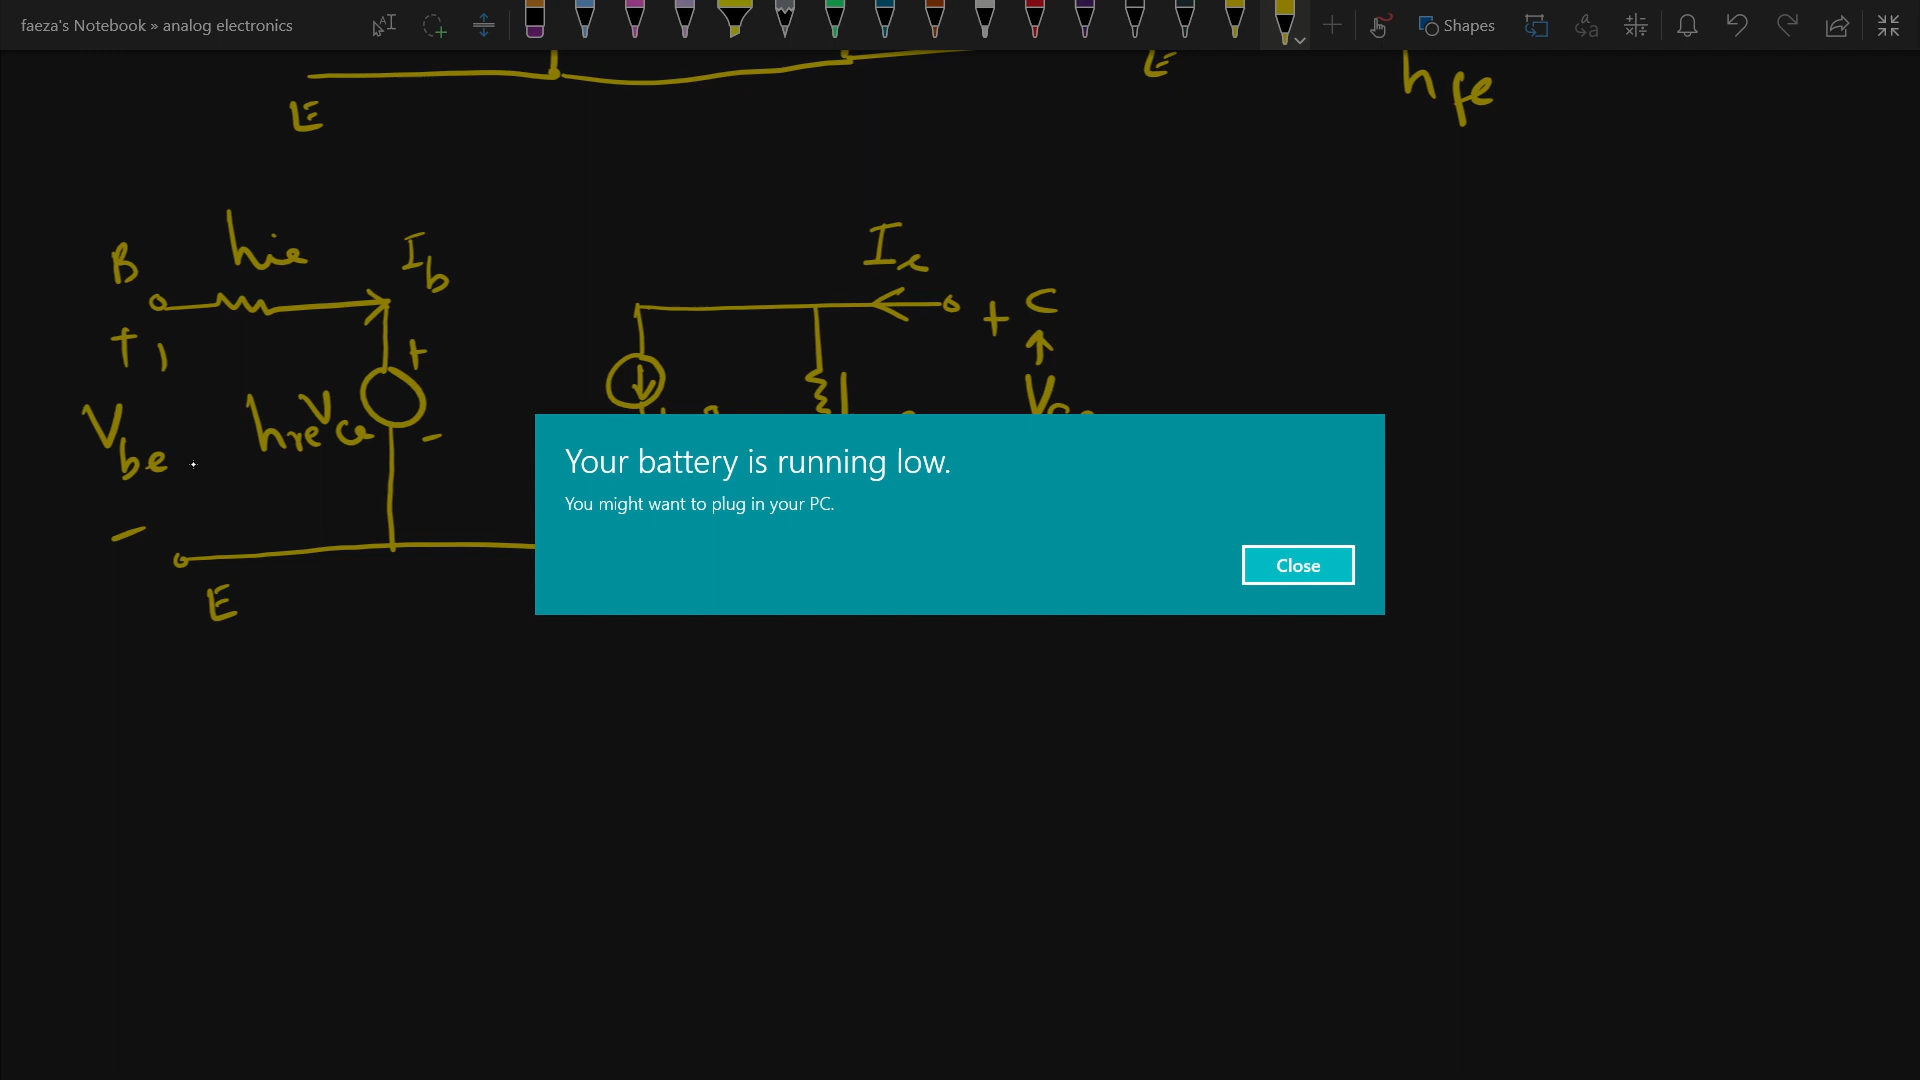 faeza's Notebook » analog electronics
Shapes
E
E
hfe
B
hie
Ib
Ic
+ C
+
+
Vbe
hreVce
-
-
E
Your battery is running low.
You might want to plug in your PC.
Close